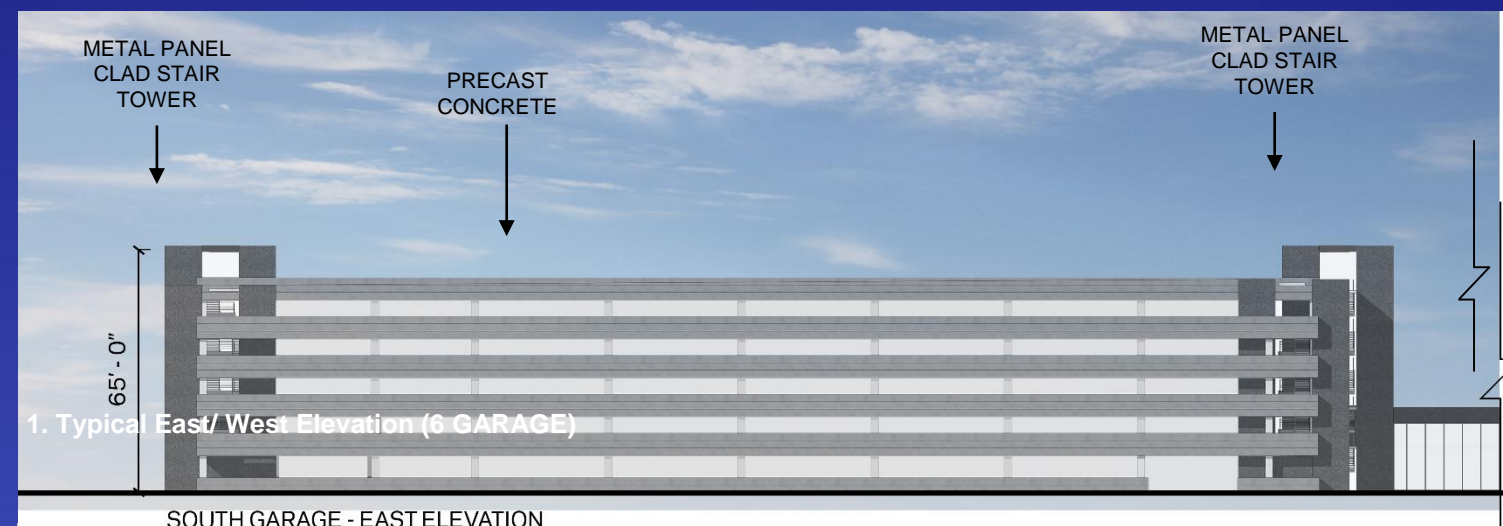 METAL PANEL
CLAD STAIR
TOWER
PRECAST
CONCRETE
METAL PANEL
CLAD STAIR
TOWER
65' - 0"
1. Typical East/ West Elevation (6 GARAGE)
SOUTH GARAGE - EAST ELEVATION